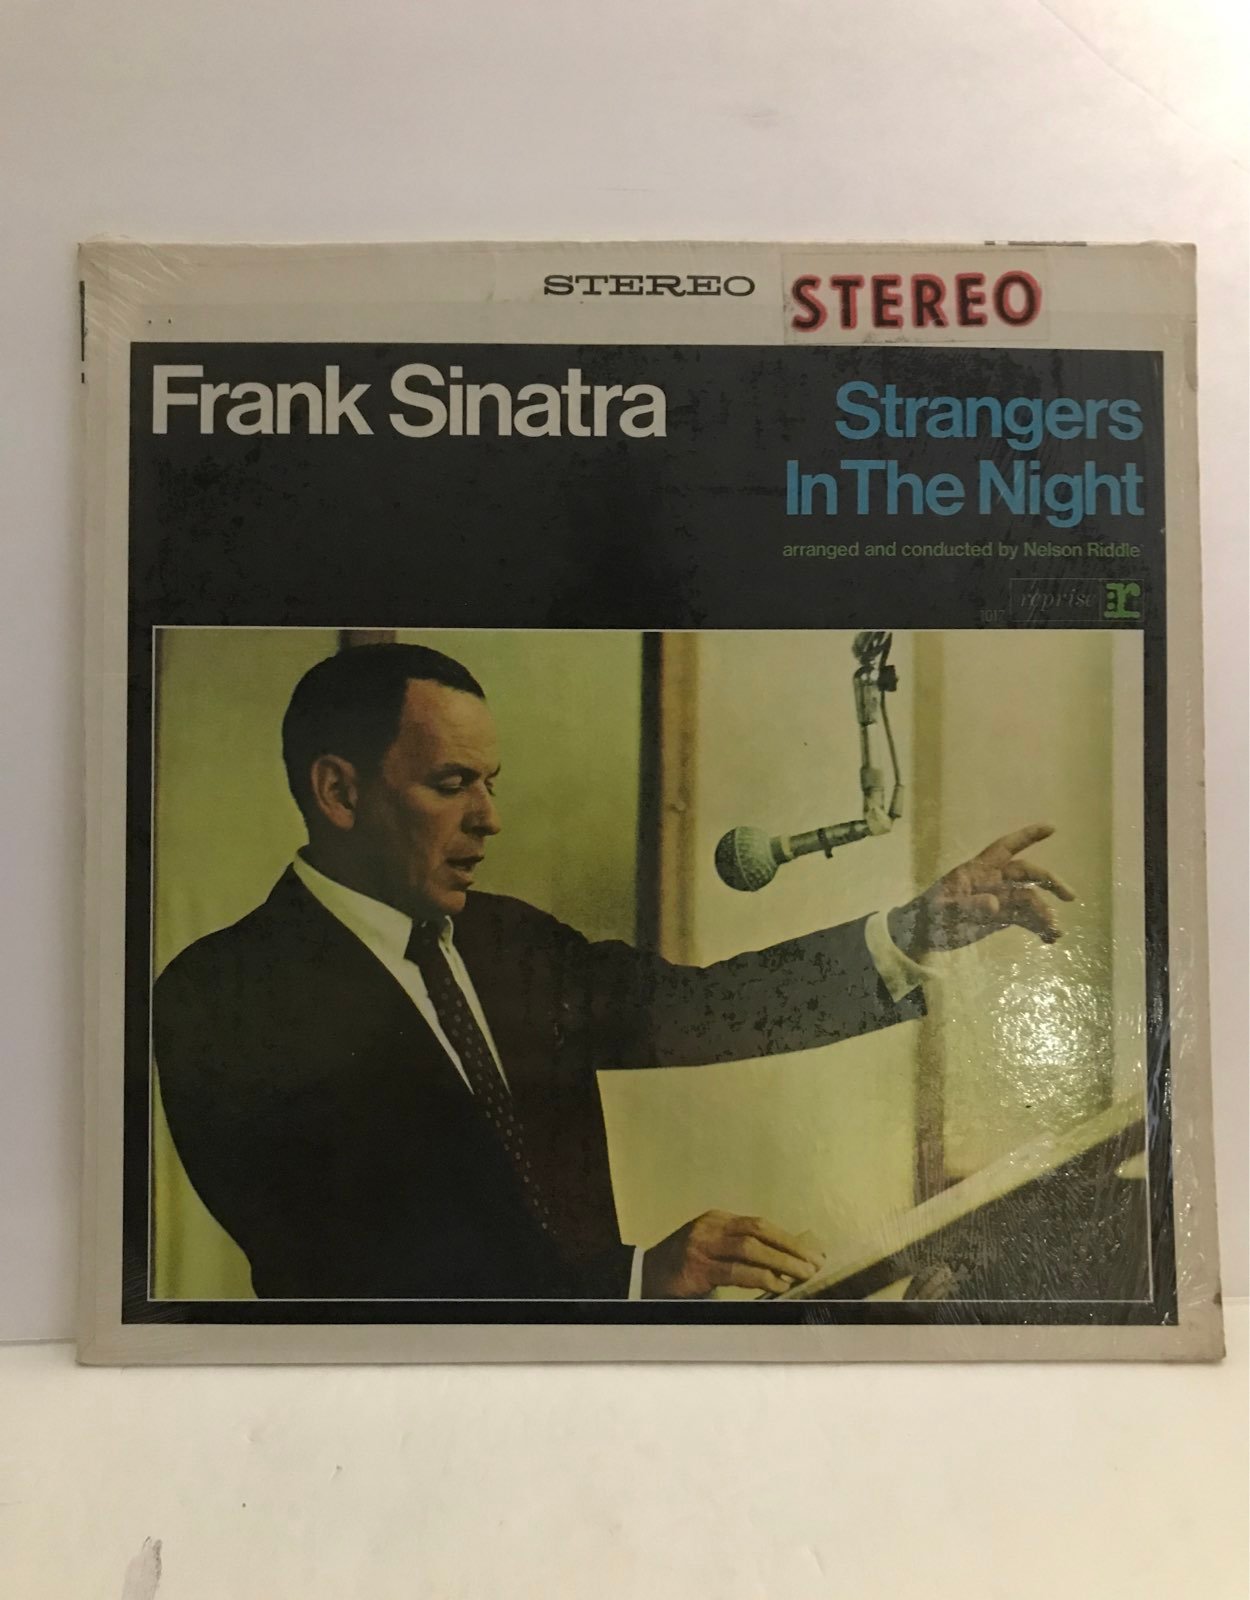 STEREO STEREO
Frank Sinatra
Strangers
In The Night
arranged and conducted by Nelson Riddle
reprise r
1017